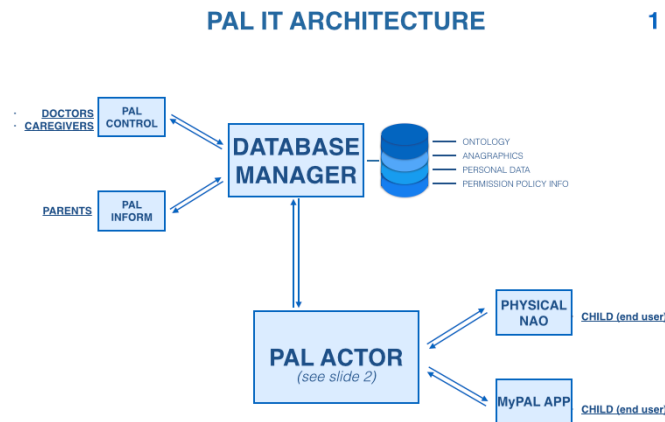 PAL IT ARCHITECTURE
1
· DOCTORS
· CAREGIVERS
PAL
CONTROL
PARENTS
PAL
INFORM
DATABASE
MANAGER
ONTOLOGY
ANAGRAPHICS
PERSONAL DATA
PERMISSION POLICY INFO
PAL ACTOR
(see slide 2)
PHYSICAL
NAO
CHILD (end user)
MyPAL APP
CHILD (end user)